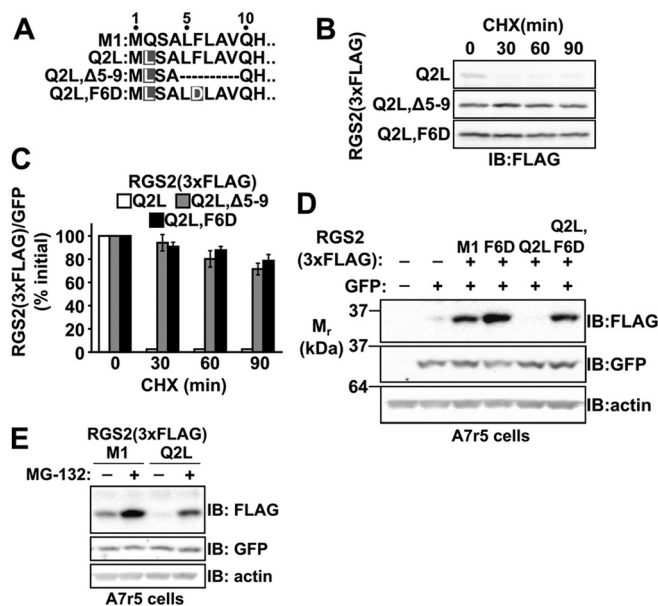 A
1 5 10
M1:MQSALFLAVQH..
Q2L:MLSALFLAVQH..
Q2L,Δ5-9:MLSA----------QH..
Q2L,F6D:MLSALDLAVQH..
B
CHX(min)
0 30 60 90
RGS2(3xFLAG)
Q2L
Q2L,Δ5-9
Q2L,F6D
IB:FLAG
C
RGS2(3xFLAG)
Q2L Q2L,Δ5-9
Q2L,F6D
RGS2(3xFLAG)/GFP
(% initial)
100
80
60
40
20
0
0 30 60 90
CHX (min)
D
RGS2
(3xFLAG):
M1 F6D Q2L Q2L,
F6D
– – + + + +
GFP: – + + + + +
Mr
(kDa)
37
IB:FLAG
37
IB:GFP
64
IB:actin
A7r5 cells
E
RGS2(3xFLAG)
M1 Q2L
MG-132: – + – +
IB: FLAG
IB: GFP
IB: actin
A7r5 cells